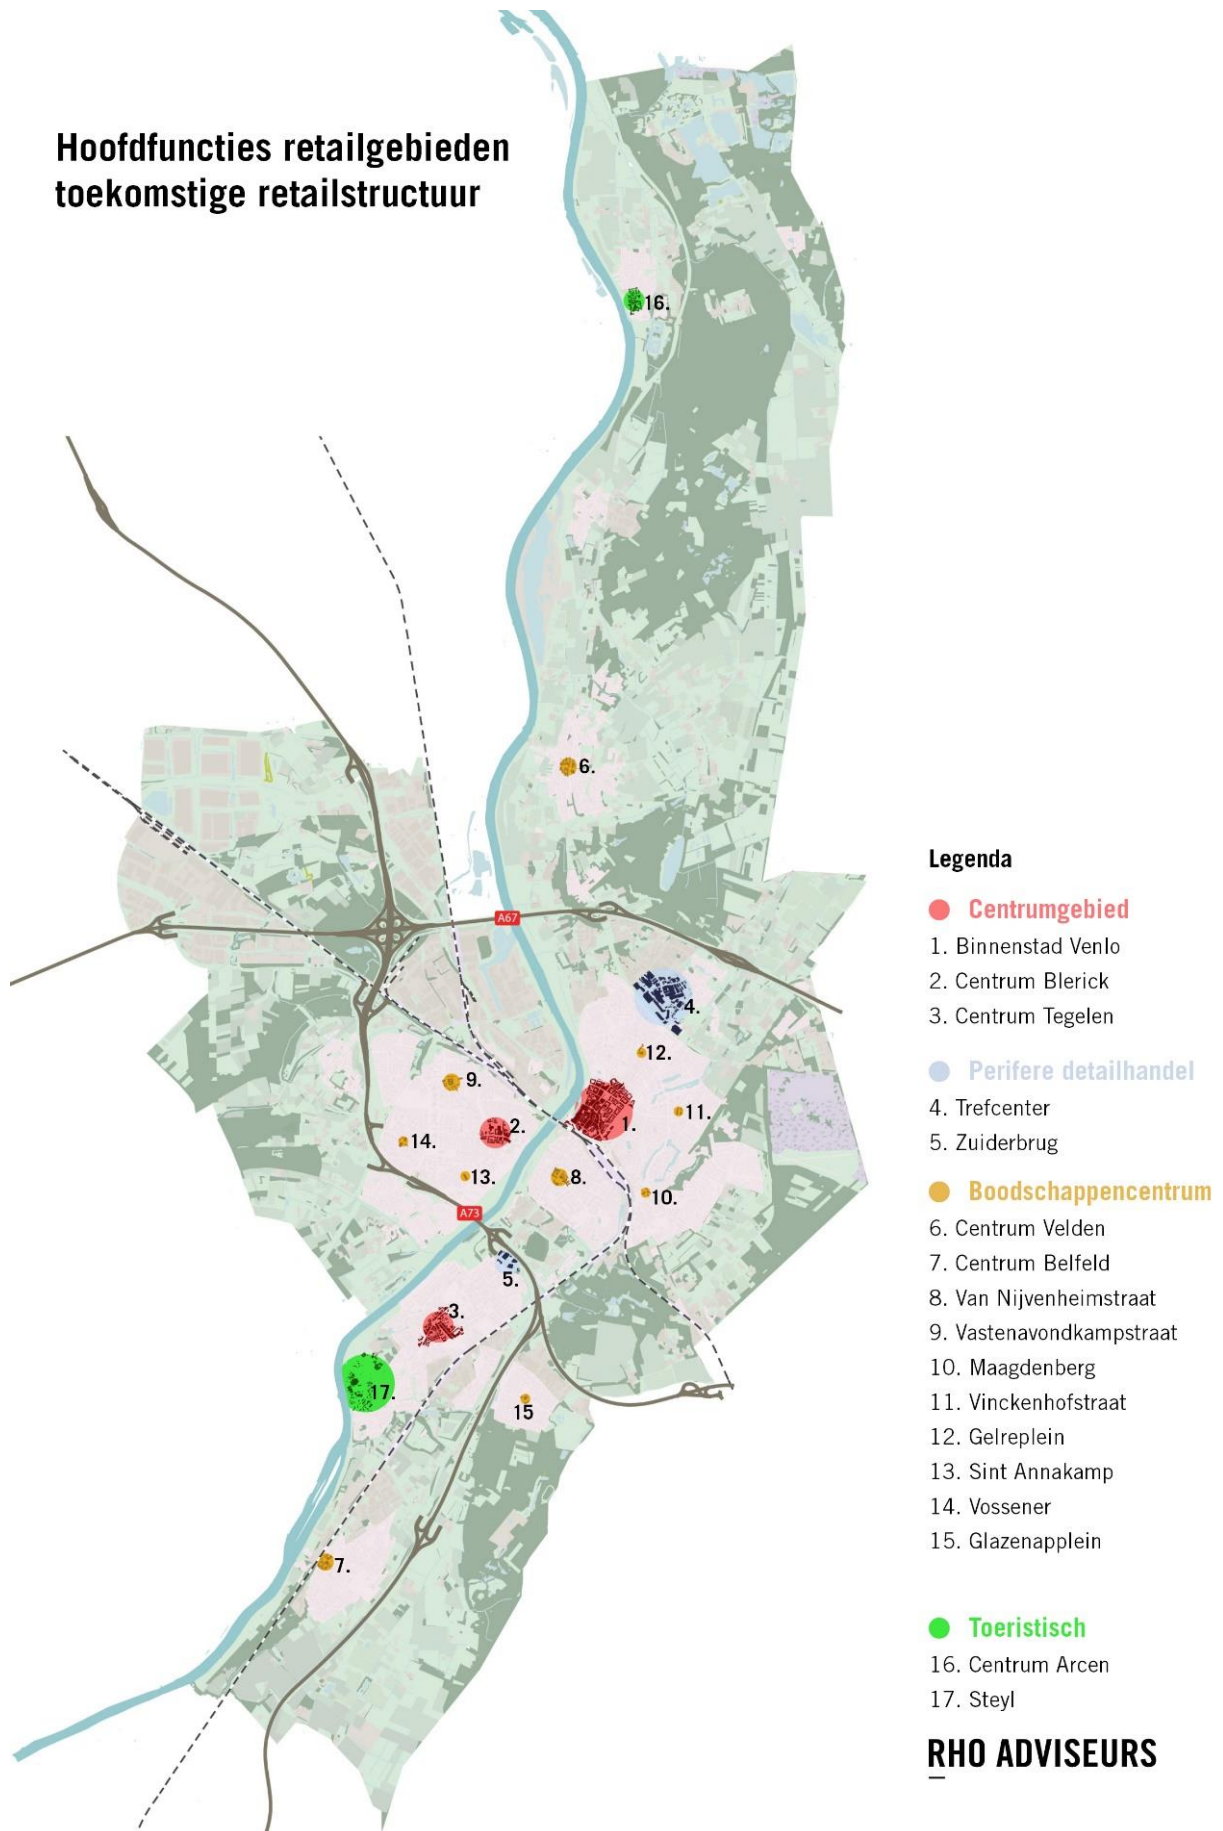 Hoofdfuncties retailgebieden
toekomstige retailstructuur
16.
6.
A67
4.
12.
9.
11.
1.
2.
14.
13.
8.
10.
A73
5.
3.
17.
15
7.
Legenda
Centrumgebied
1. Binnenstad Venlo
2. Centrum Blerick
3. Centrum Tegelen
Perifere detailhandel
4. Trefcenter
5. Zuiderbrug
Boodschappencentrum
6. Centrum Velden
7. Centrum Belfeld
8. Van Nijvenheimstraat
9. Vastenavondkampstraat
10. Maagdenberg
11. Vinckenhofstraat
12. Gelreplein
13. Sint Annakamp
14. Vossener
15. Glazenapplein
Toeristisch
16. Centrum Arcen
17. Steyl
RHO ADVISEURS